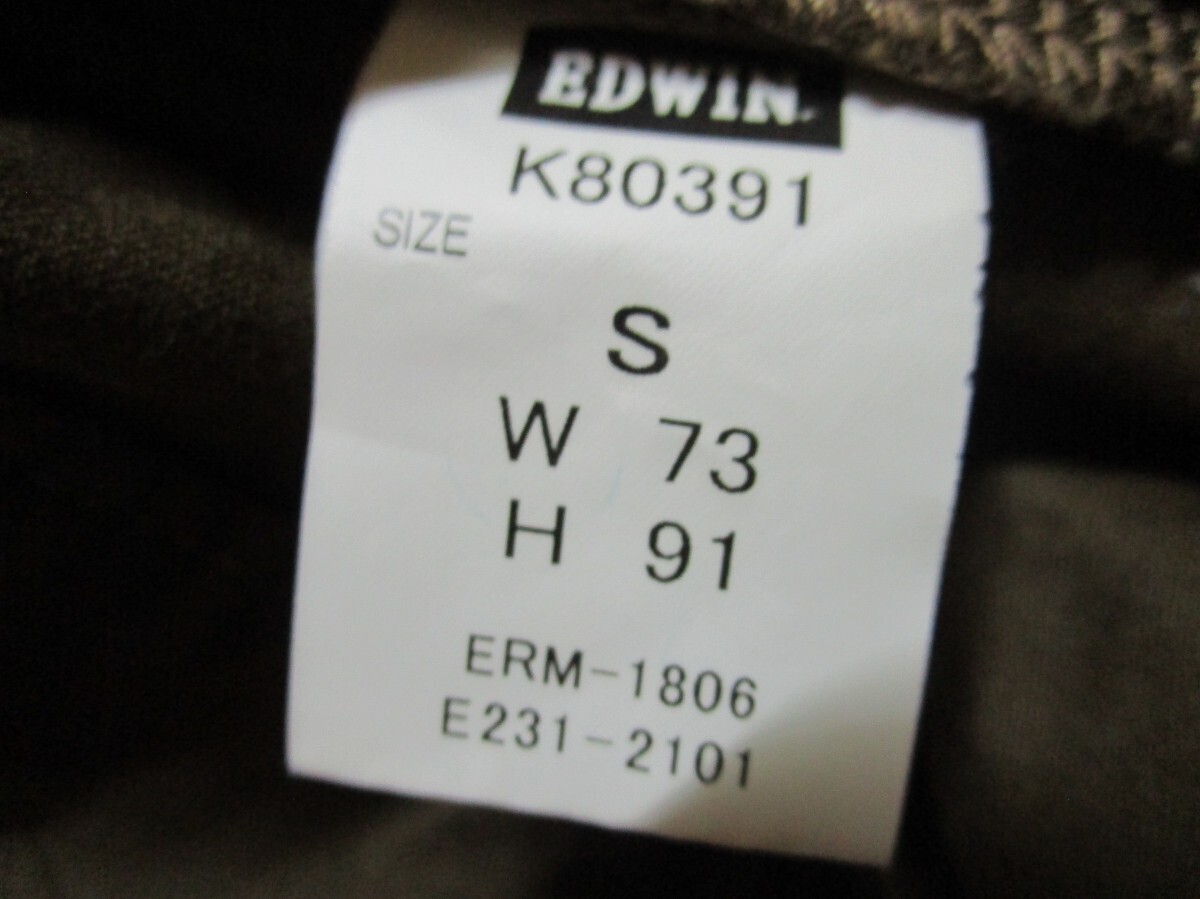 EDWIN
K80391
SIZE
S
W 73
H 91
ERM-1806
E231-2101